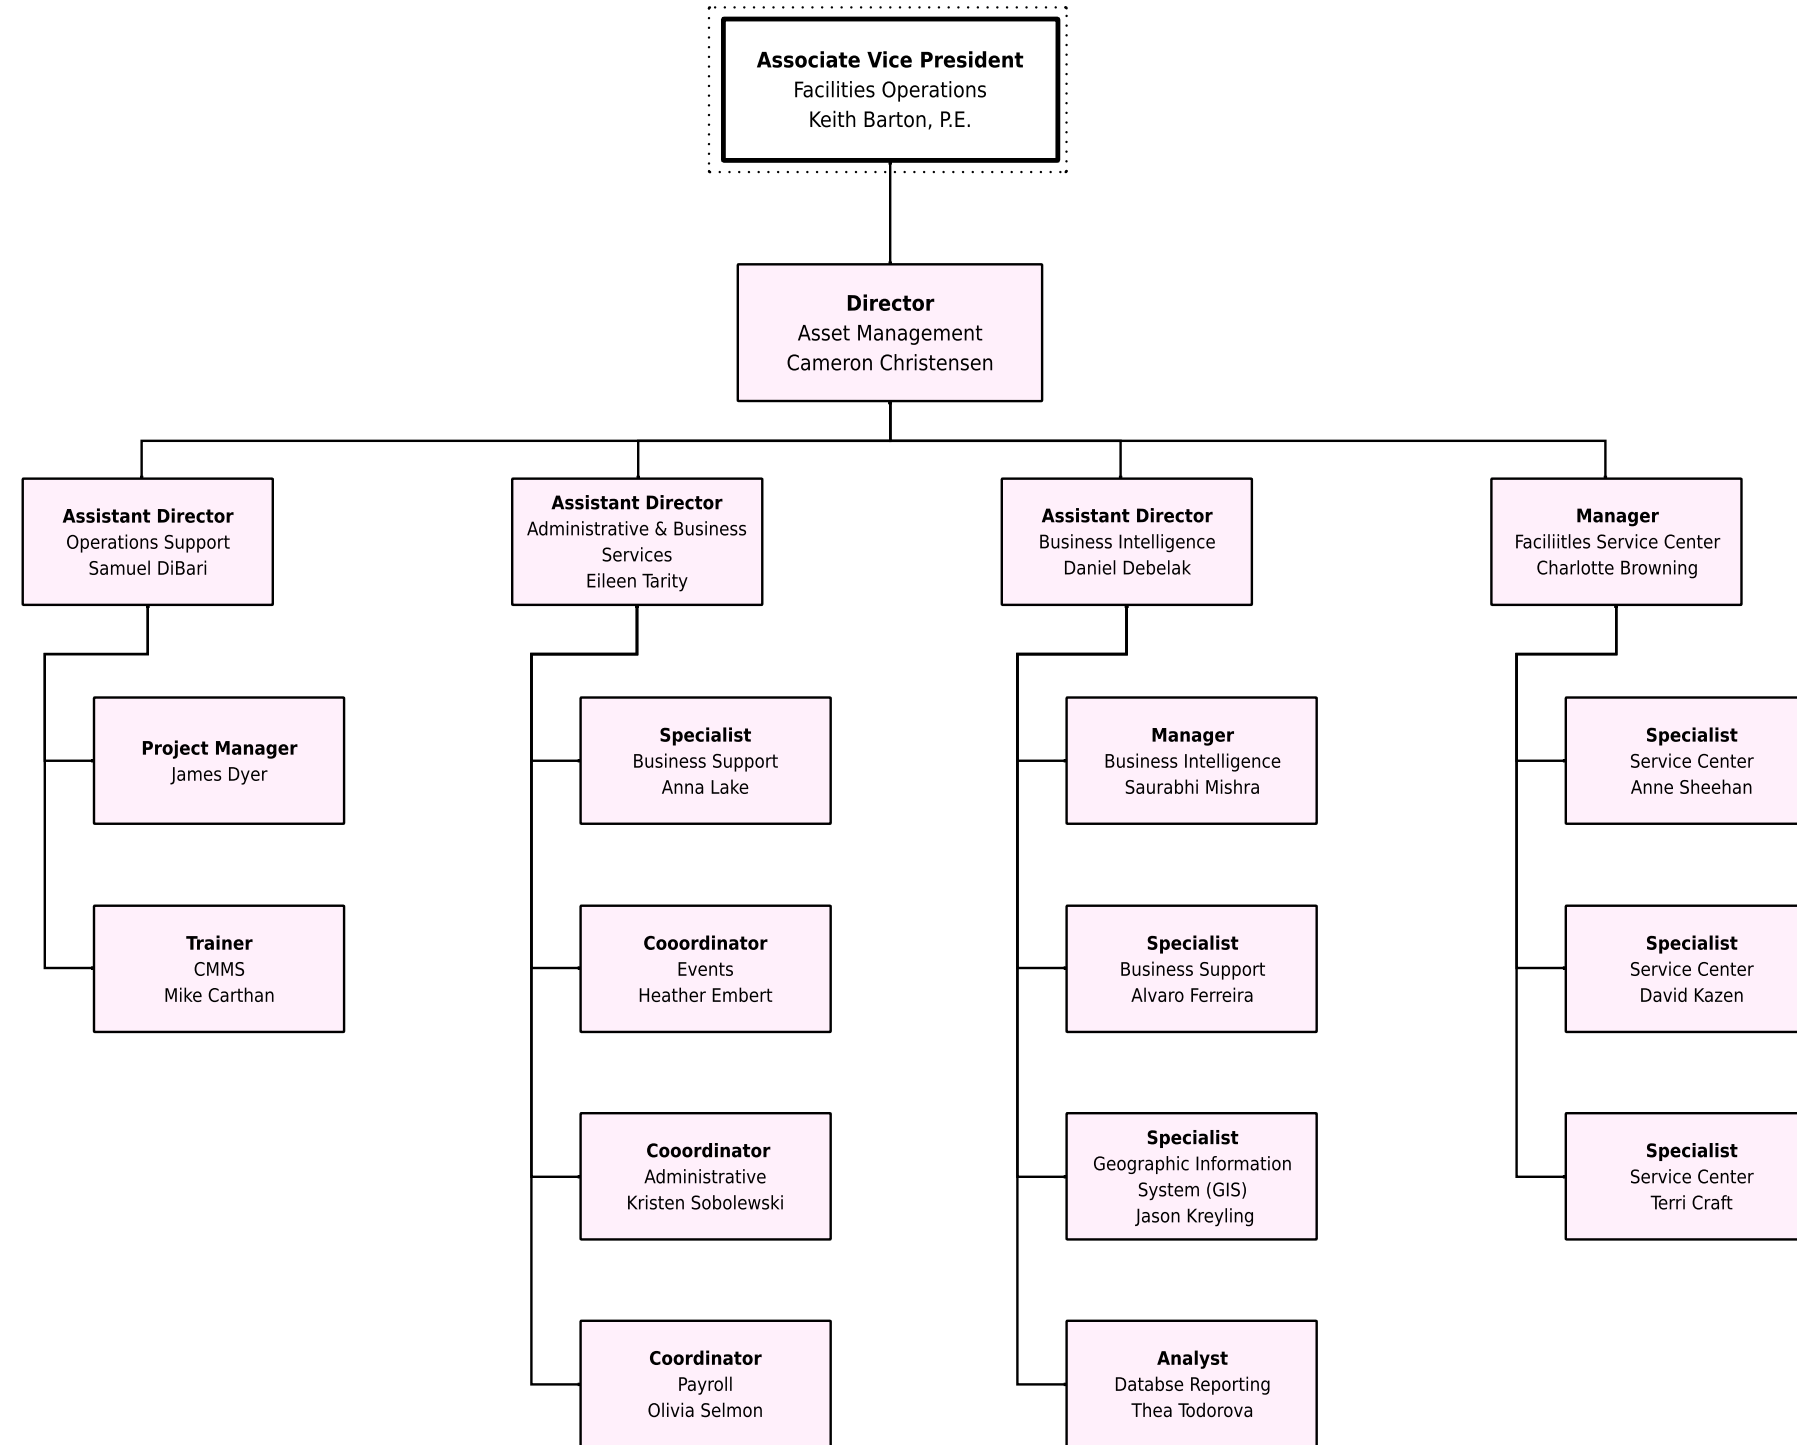 Associate Vice President
Facilities Operations
Keith Barton, P.E.
Director
Asset Management
Cameron Christensen
Assistant Director
Operations Support
Samuel DiBari
Assistant Director
Administrative & Business
Services
Eileen Tarity
Assistant Director
Business Intelligence
Daniel Debelak
Manager
Faciliitles Service Center
Charlotte Browning
Project Manager
James Dyer
Specialist
Business Support
Anna Lake
Manager
Business Intelligence
Saurabhi Mishra
Specialist
Service Center
Anne Sheehan
Trainer
CMMS
Mike Carthan
Cooordinator
Events
Heather Embert
Specialist
Business Support
Alvaro Ferreira
Specialist
Service Center
David Kazen
Cooordinator
Administrative
Kristen Sobolewski
Specialist
Geographic Information
System (GIS)
Jason Kreyling
Specialist
Service Center
Terri Craft
Coordinator
Payroll
Olivia Selmon
Analyst
Databse Reporting
Thea Todorova